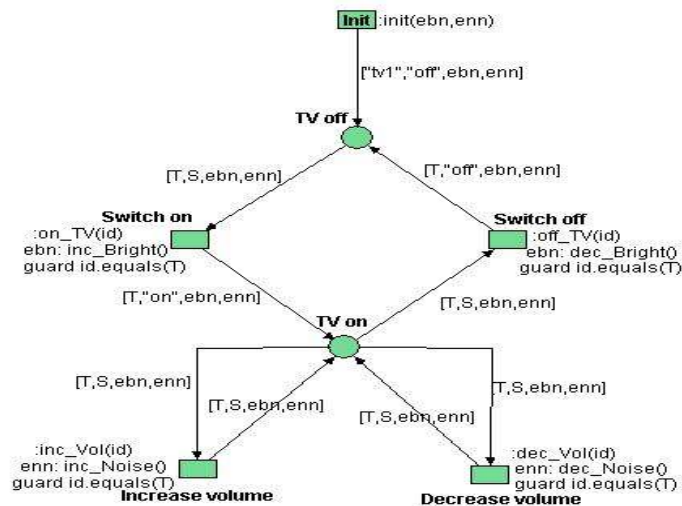 Init :init(ebn,enn)
["tv1","off",ebn,enn]
TV off
[T,S,ebn,enn]
[T,"off",ebn,enn]
Switch on
Switch off
:on_TV(id)
ebn: inc_Bright()
guard id.equals(T)
:off_TV(id)
ebn: dec_Bright()
guard id.equals(T)
[T,"on",ebn,enn]
[T,S,ebn,enn]
TV on
[T,S,ebn,enn]
[T,S,ebn,enn]
[T,S,ebn,enn]
[T,S,ebn,enn]
:inc_Vol(id)
enn: inc_Noise()
guard id.equals(T)
Increase volume
:dec_Vol(id)
enn: dec_Noise()
guard id.equals(T)
Decrease volume